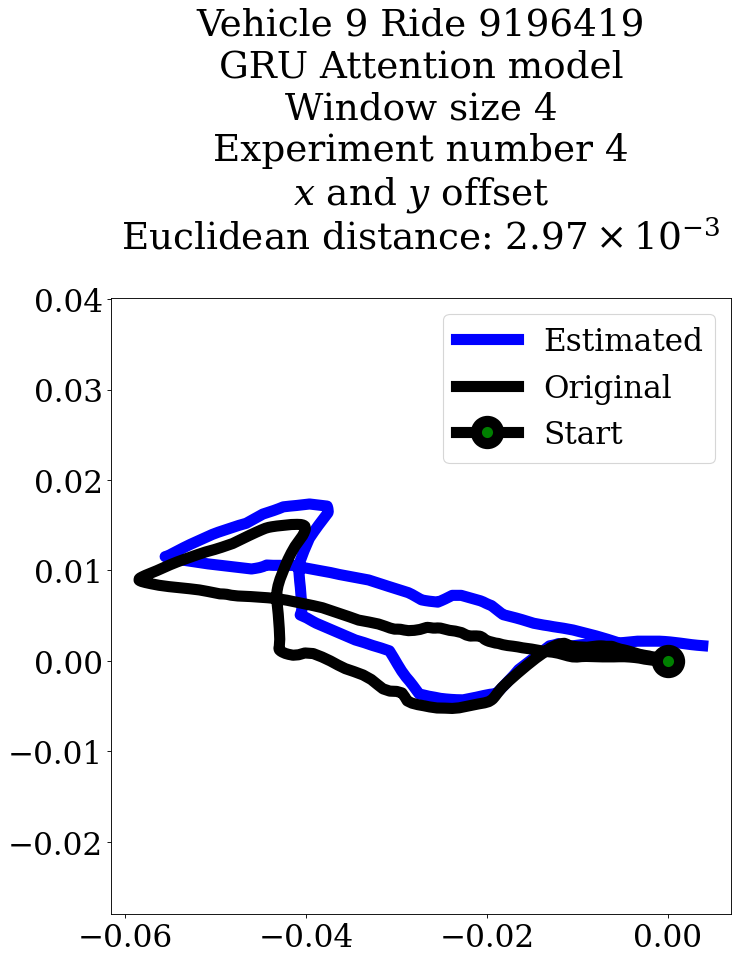 Vehicle 9 Ride 9196419
GRU Attention model
Window size 4
Experiment number 4
x and y offset
Euclidean distance: 2.97 × 10⁻³
0.04
0.03
0.02
0.01
0.00
−0.01
−0.02
Estimated
Original
Start
−0.06
−0.04
−0.02
0.00